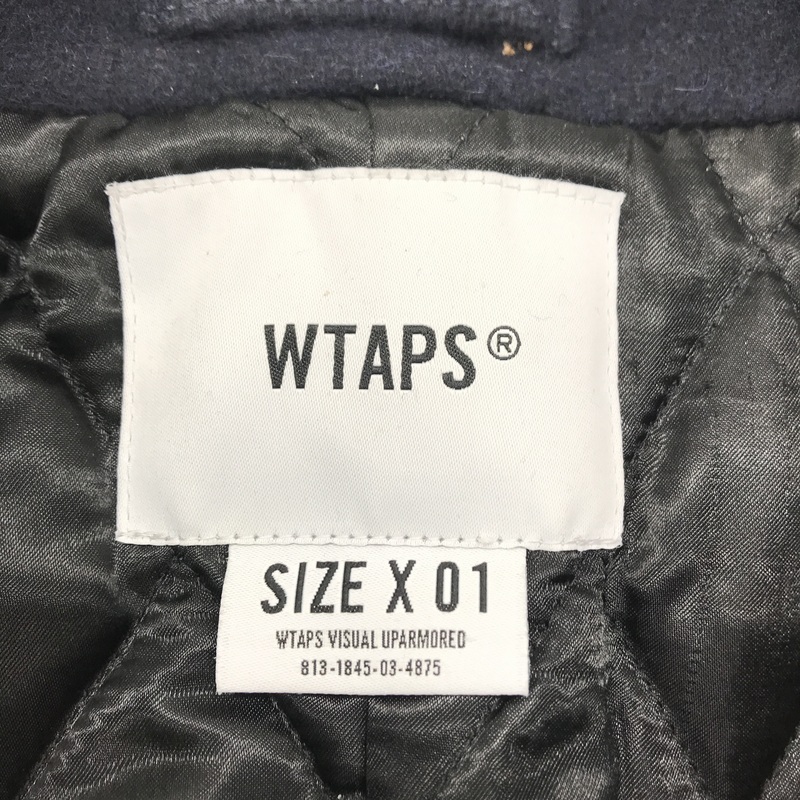 WTAPS®
SIZE X 01
WTAPS VISUAL UPARMORED
813-1845-03-4875